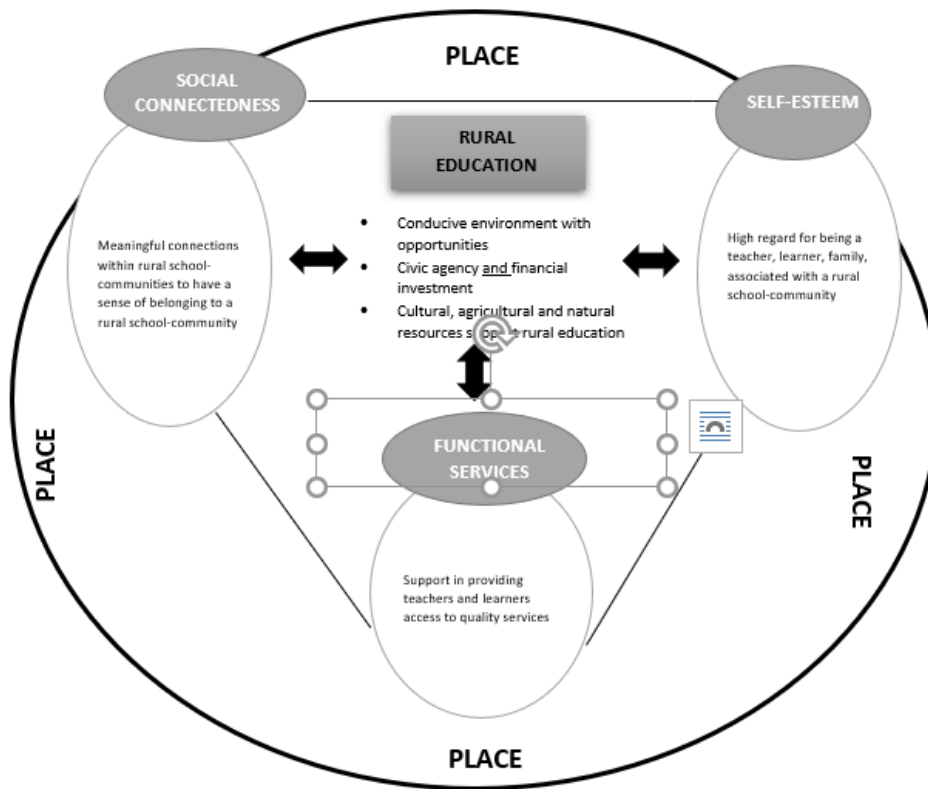 PLACE
SOCIAL
CONNECTEDNESS
SELF-ESTEEM
RURAL
EDUCATION
• Conducive environment with
opportunities
• Civic agency and financial
investment
• Cultural, agricultural and natural
resources rural education
Meaningful connections
within rural school-
communities to have a
sense of belonging to a
rural school-community
High regard for being a
teacher, learner, family,
associated with a rural
school-community
PLACE
PLACE
FUNCTIONAL
SERVICES
Support in providing
teachers and learners
access to quality services
PLACE